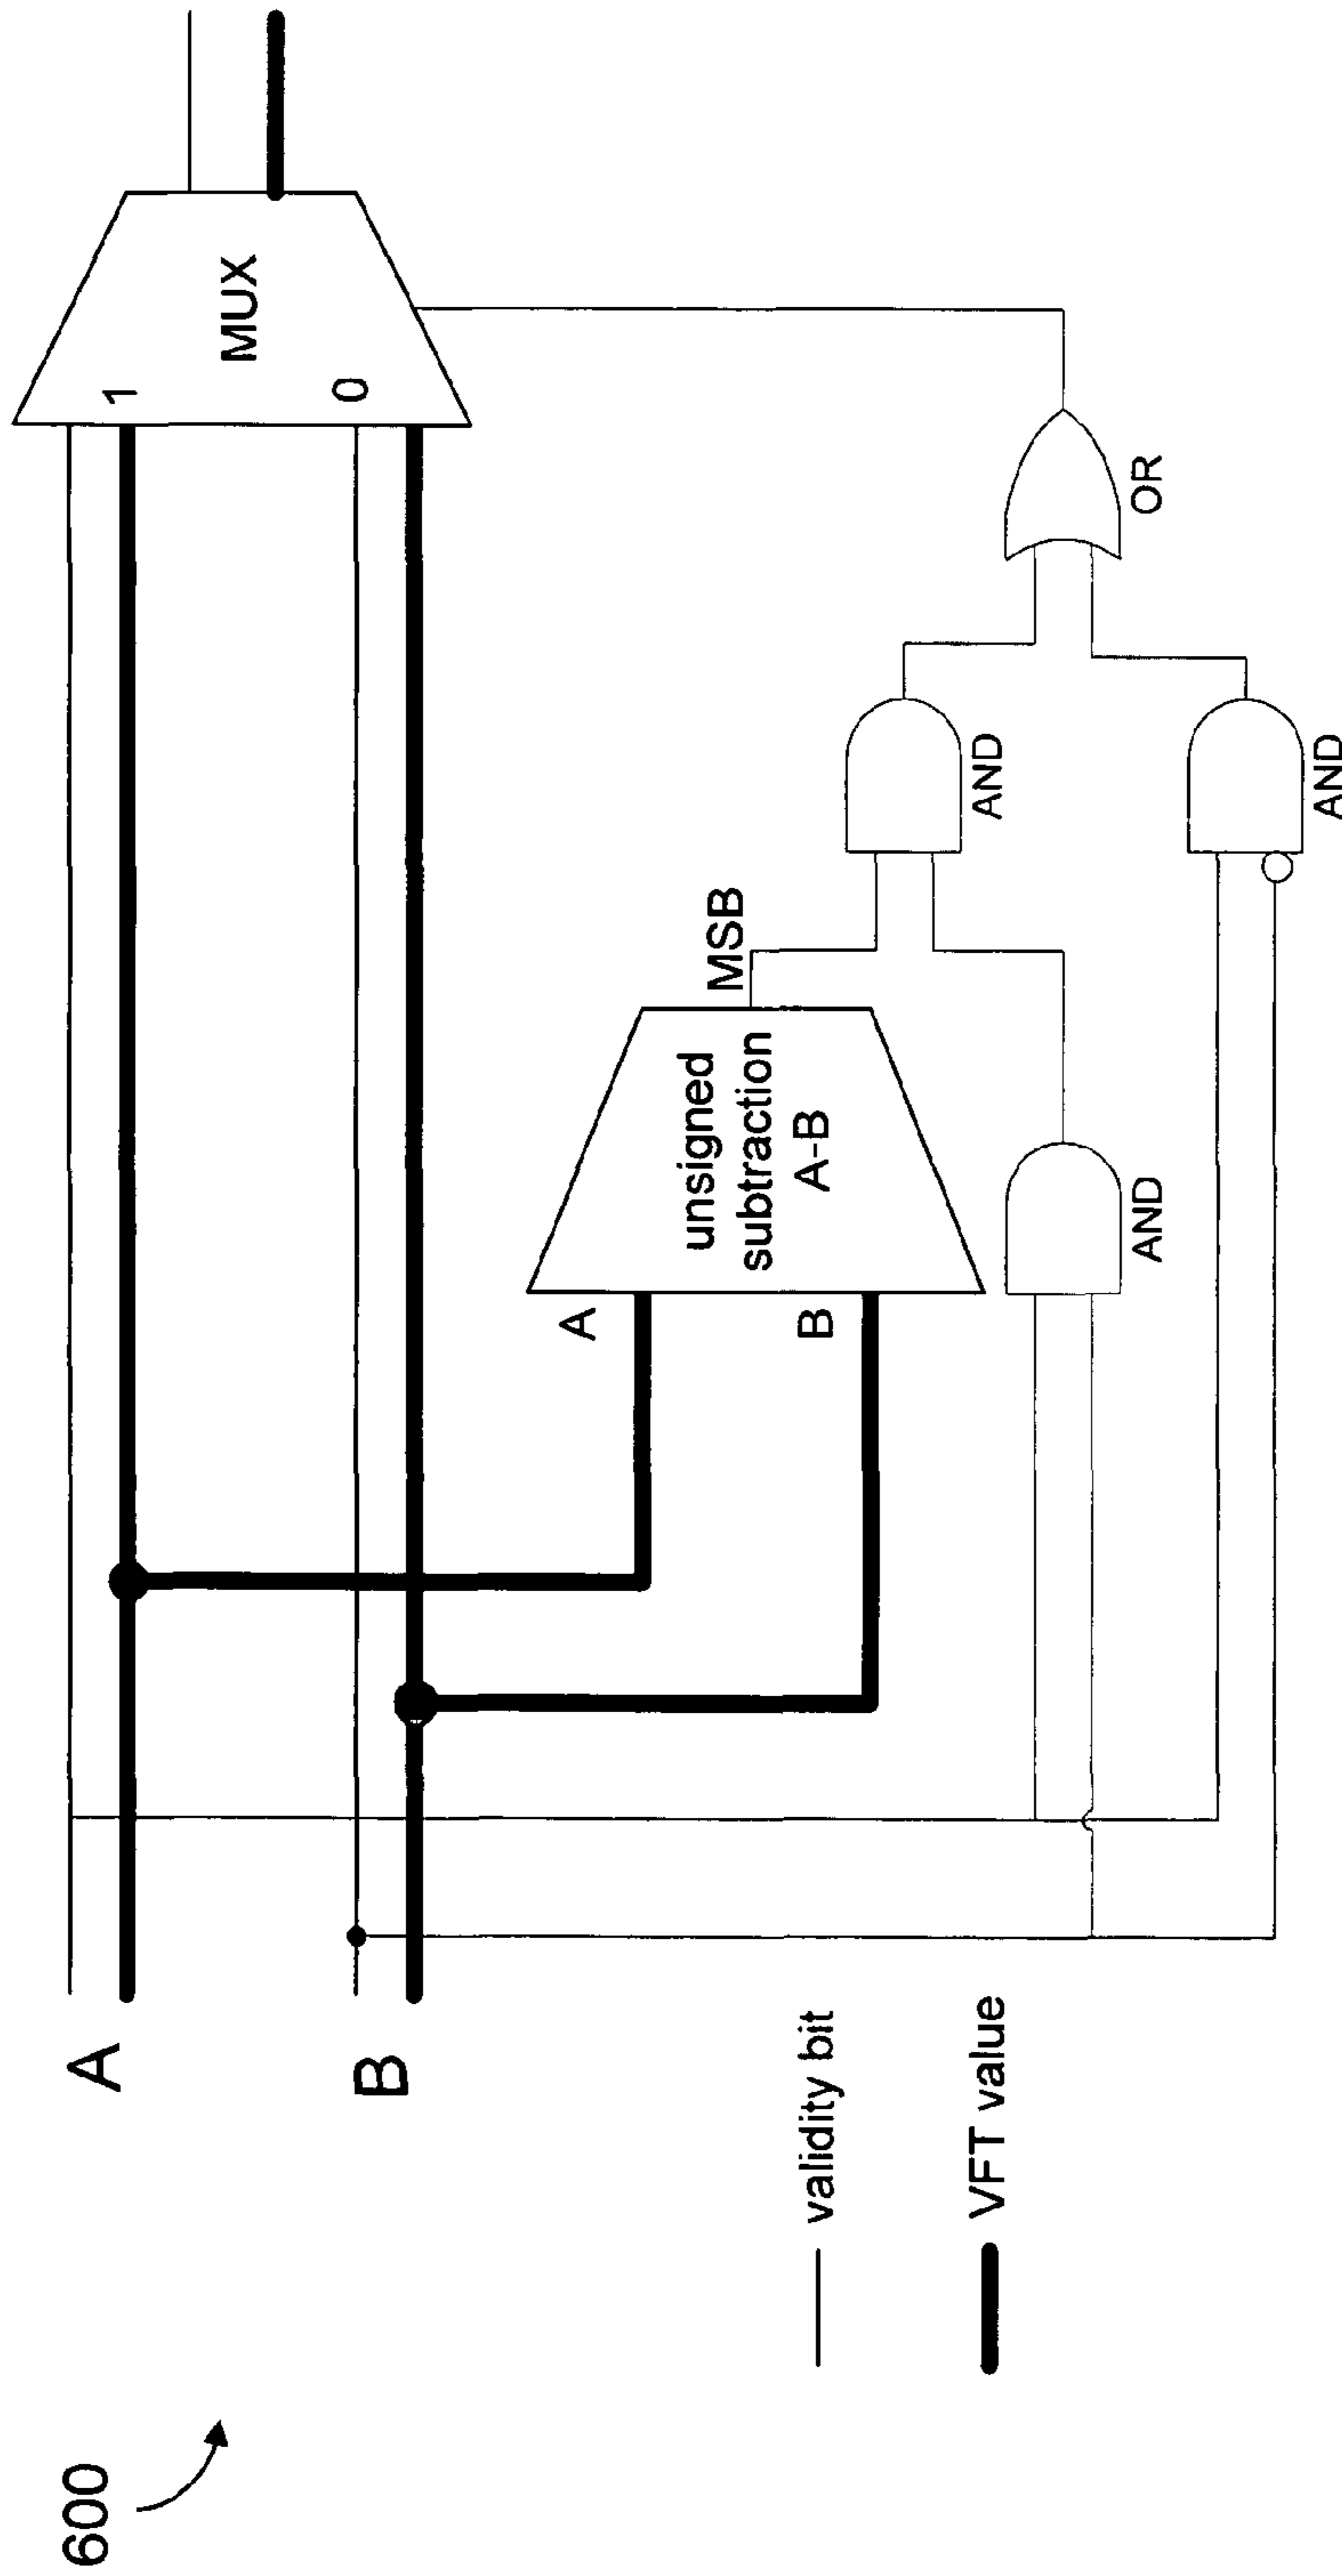 600
A
B
validity bit
VFT value
A
B
unsigned
subtraction
A-B
MSB
AND
AND
AND
OR
1
0
MUX